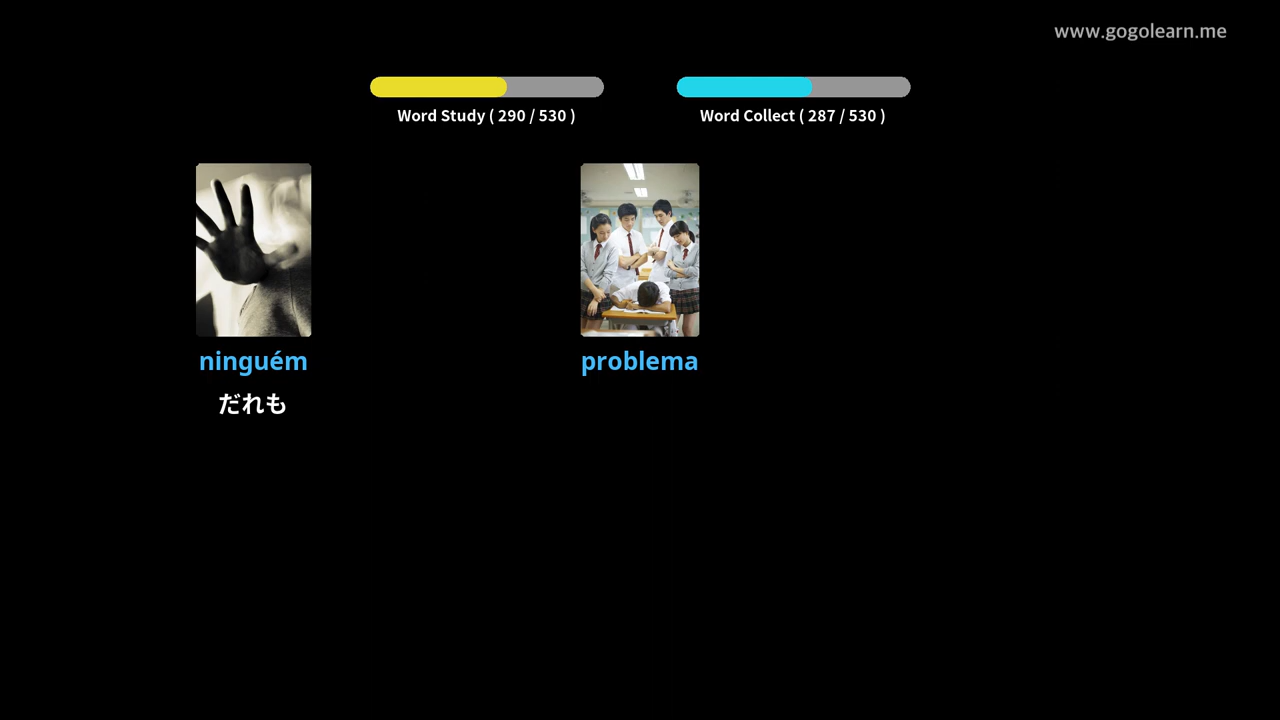 www.gogolearn.me
Word Study ( 290 / 530 )
Word Collect ( 287 / 530 )
ninguém
problema
だれも